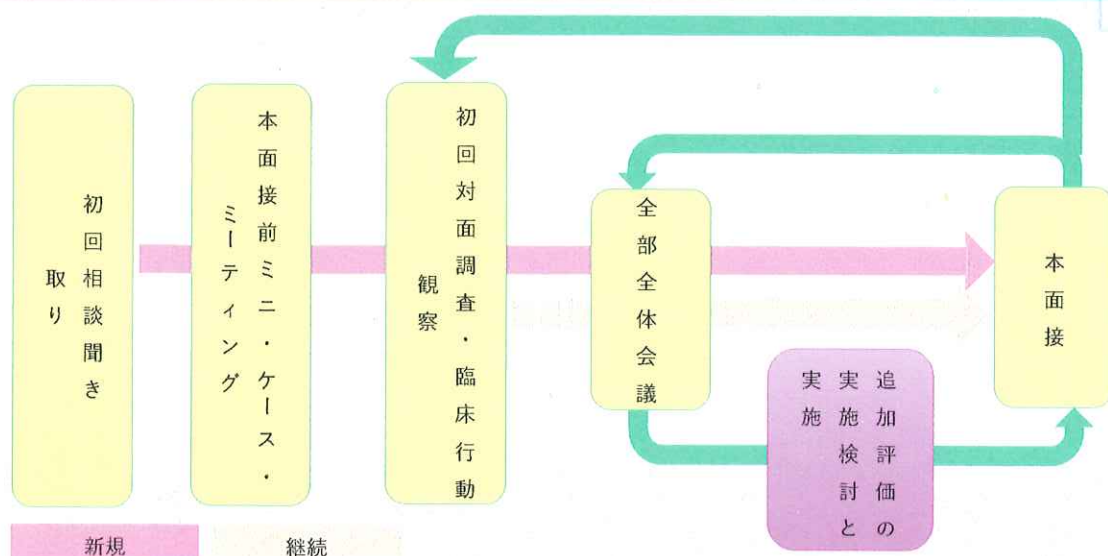 初回相談聞き
取り
本面接前ミニ・ケース・
ミーティング
初回対面調査・臨床行動
観察
全部全体会議
追加評価の
実施検討と
実施
本面接
新規
継続